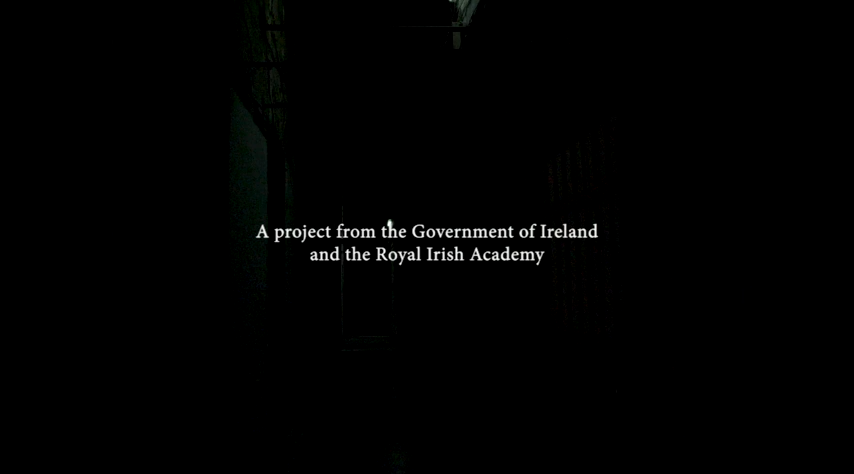 A project from the Government of Ireland
and the Royal Irish Academy